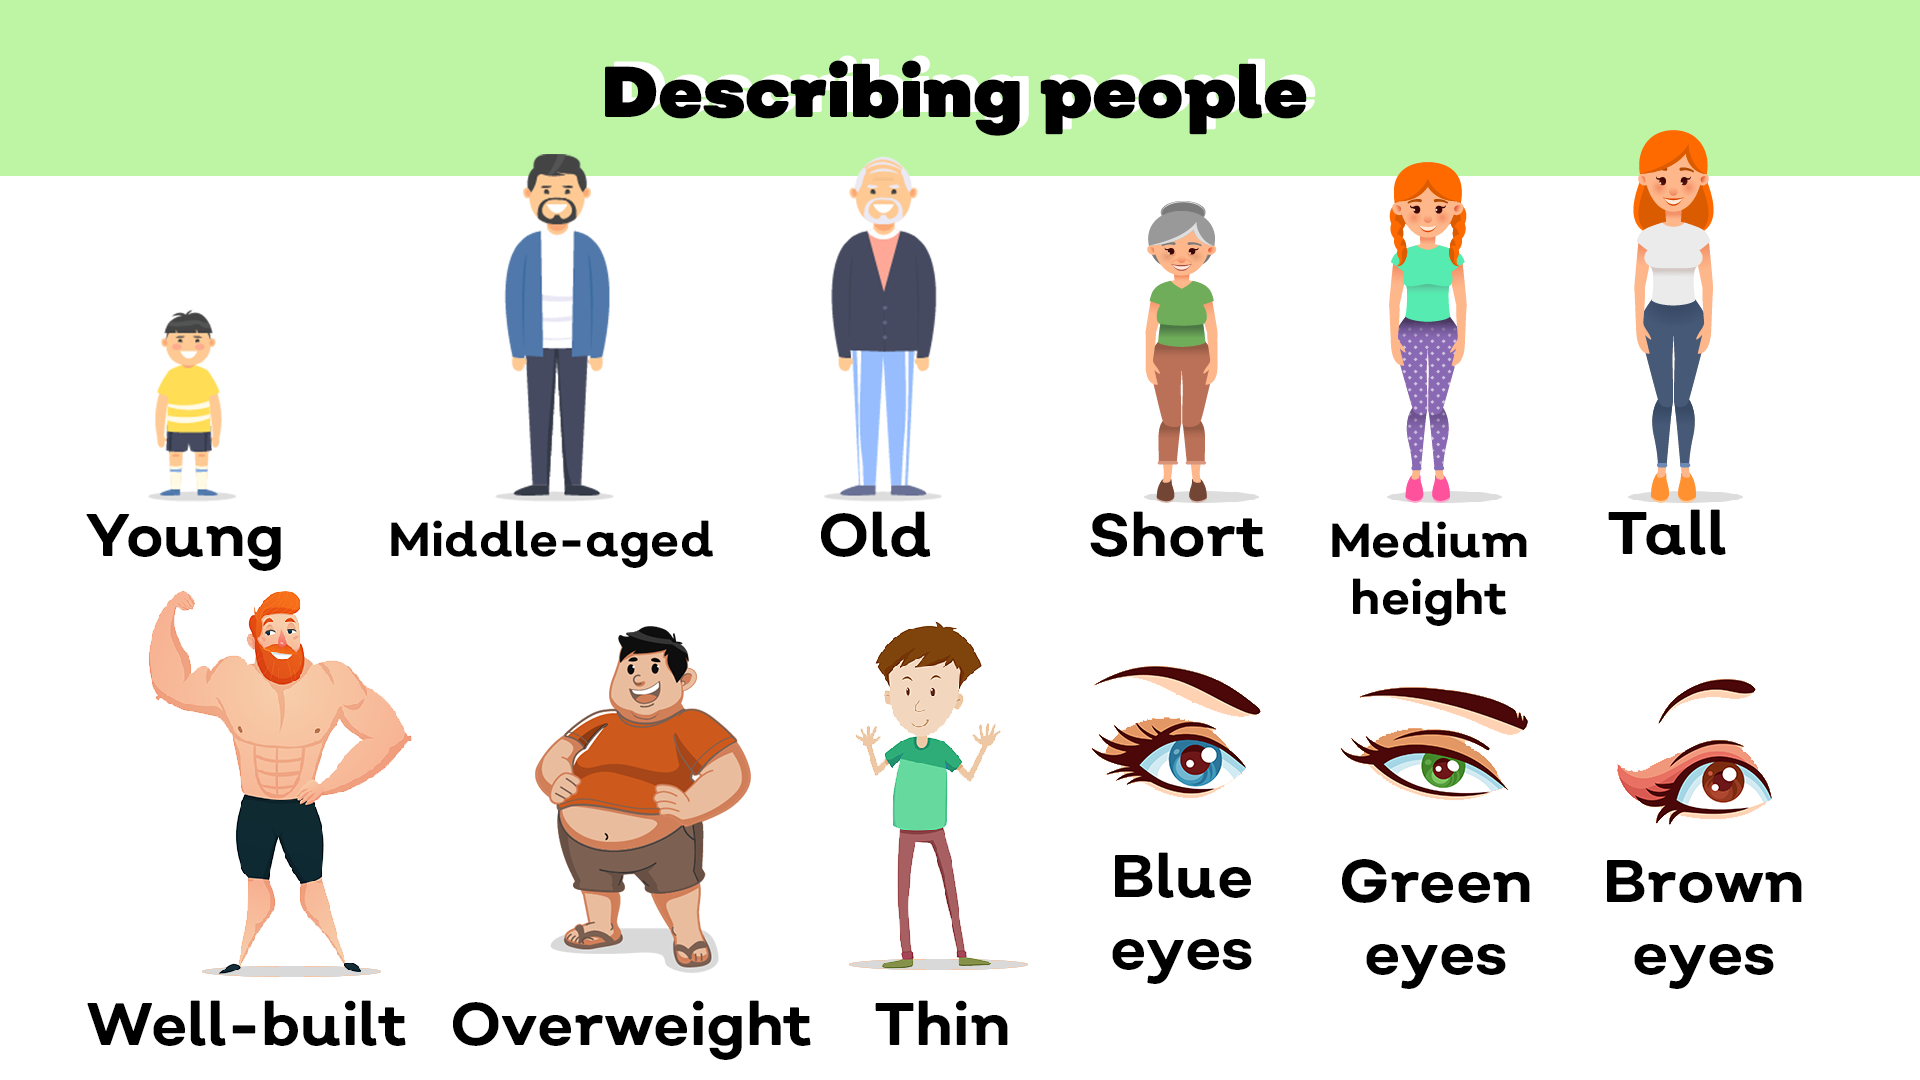 Describing people
Young
Middle-aged
Old
Short
Medium
height
Tall
Well-built
Overweight
Thin
Blue
eyes
Green
eyes
Brown
eyes